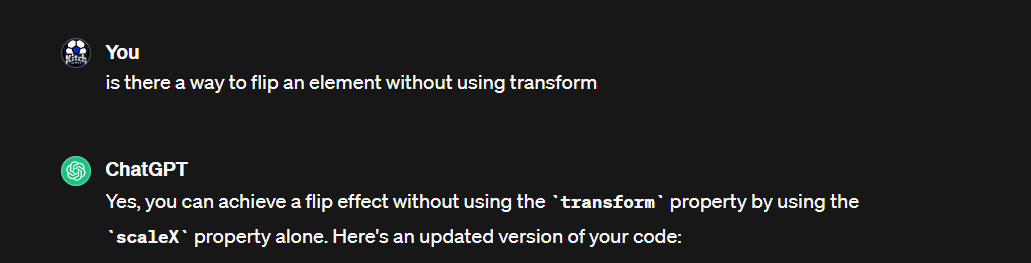 You
is there a way to flip an element without using transform
ChatGPT
Yes, you can achieve a flip effect without using the `transform` property by using the
`scaleX` property alone. Here's an updated version of your code: